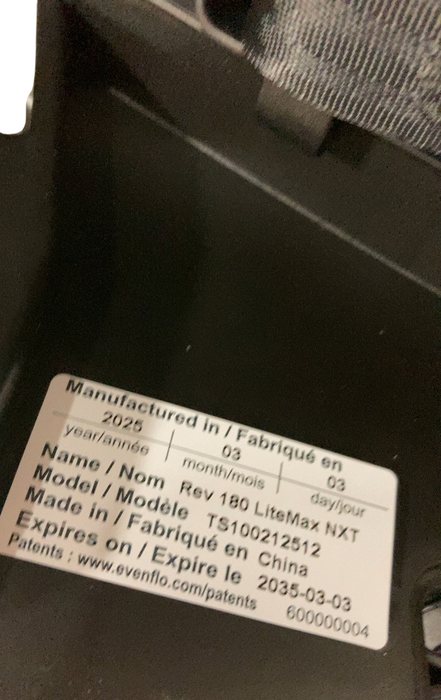 Manufactured in / Fabriqué en
2025 | 03 | 03
year/année | month/mois | day/jour
Name / Nom Rev 180 LiteMax NXT
Model / Modèle TS100212512
Made in / Fabriqué en China
Expires on / Expire le 2035-03-03
Patents : www.evenflo.com/patents 600000004